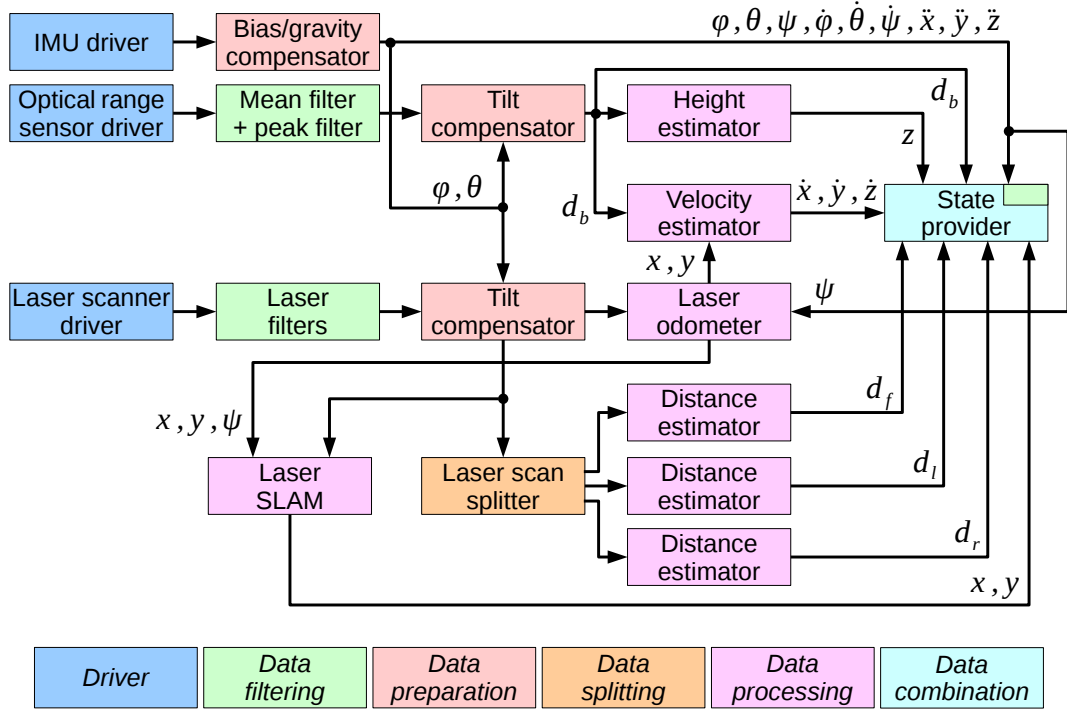 IMU driver
Bias/gravity
compensator
φ, θ, ψ, φ̇, θ̇, ψ̇, ẍ, ÿ, z̈
Optical range
sensor driver
Mean filter
+ peak filter
Tilt
compensator
Height
estimator
d_b
z
φ, θ
d_b
Velocity
estimator
ẋ, ẏ, ż
State
provider
x, y
Laser scanner
driver
Laser
filters
Tilt
compensator
Laser
odometer
ψ
x, y, ψ
Distance
estimator
d_f
Laser
SLAM
Laser scan
splitter
Distance
estimator
d_l
Distance
estimator
d_r
x, y
Driver
Data
filtering
Data
preparation
Data
splitting
Data
processing
Data
combination